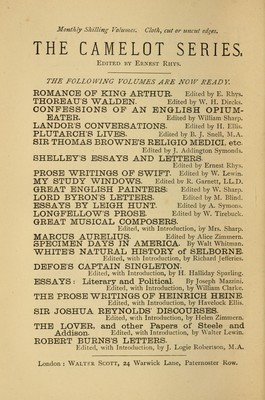 Monthly Shilling Volumes. Cloth, cut or uncut edges.
THE CAMELOT SERIES.
EDITED BY ERNEST RHYS.
THE FOLLOWING VOLUMES ARE NOW READY.
ROMANCE OF KING ARTHUR. Edited by E. Rhys.
THOREAU'S WALDEN. Edited by W. H. Dircks.
CONFESSIONS OF AN ENGLISH OPIUM-
EATER. Edited by William Sharp.
LANDOR'S CONVERSATIONS. Edited by H. Ellis.
PLUTARCH'S LIVES. Edited by B. J. Snell, M.A.
SIR THOMAS BROWNE'S RELIGIO MEDICI, etc.
Edited by J. Addington Symonds.
SHELLEY'S ESSAYS AND LETTERS.
Edited by Ernest Rhys.
PROSE WRITINGS OF SWIFT. Edited by W. Lewin.
MY STUDY WINDOWS. Edited by R. Garnett, LL.D.
GREAT ENGLISH PAINTERS. Edited by W. Sharp.
LORD BYRON'S LETTERS. Edited by M. Blind.
ESSAYS BY LEIGH HUNT. Edited by A. Symons.
LONGFELLOW'S PROSE. Edited by W. Tirebuck.
GREAT MUSICAL COMPOSERS.
Edited, with Introduction, by Mrs. Sharp.
MARCUS AURELIUS. Edited by Alice Zimmern.
SPECIMEN DAYS IN AMERICA. By Walt Whitman.
WHITE'S NATURAL HISTORY of SELBORNE.
Edited, with Introduction, by Richard Jefferies.
DEFOE'S CAPTAIN SINGLETON.
Edited, with Introduction, by H. Halliday Sparling.
ESSAYS: Literary and Political. By Joseph Mazzini.
Edited, with Introduction, by William Clarke.
THE PROSE WRITINGS OF HEINRICH HEINE.
Edited, with Introduction, by Havelock Ellis.
SIR JOSHUA REYNOLDS' DISCOURSES.
Edited, with Introduction, by Helen Zimmern.
THE LOVER, and other Papers of Steele and
Addison. Edited, with Introduction, by Walter Lewin.
ROBERT BURNS'S LETTERS.
Edited, with Introduction, by J. Logie Robertson, M.A.
London: WALTER SCOTT, 24 Warwick Lane, Paternoster Row.